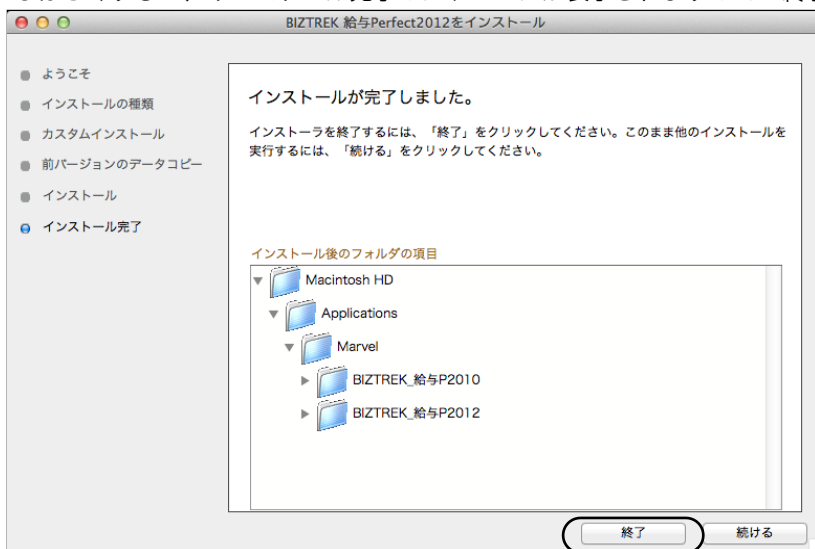 BIZTREK 給与Perfect2012をインストール
ようこそ
インストールの種類
カスタムインストール
前バージョンのデータコピー
インストール
インストール完了
インストールが完了しました。
インストーラを終了するには、「終了」をクリックしてください。このまま他のインストールを
実行するには、「続ける」をクリックしてください。
インストール後のフォルダの項目
Macintosh HD
Applications
Marvel
BIZTREK_給与P2010
BIZTREK_給与P2012
終了
続ける